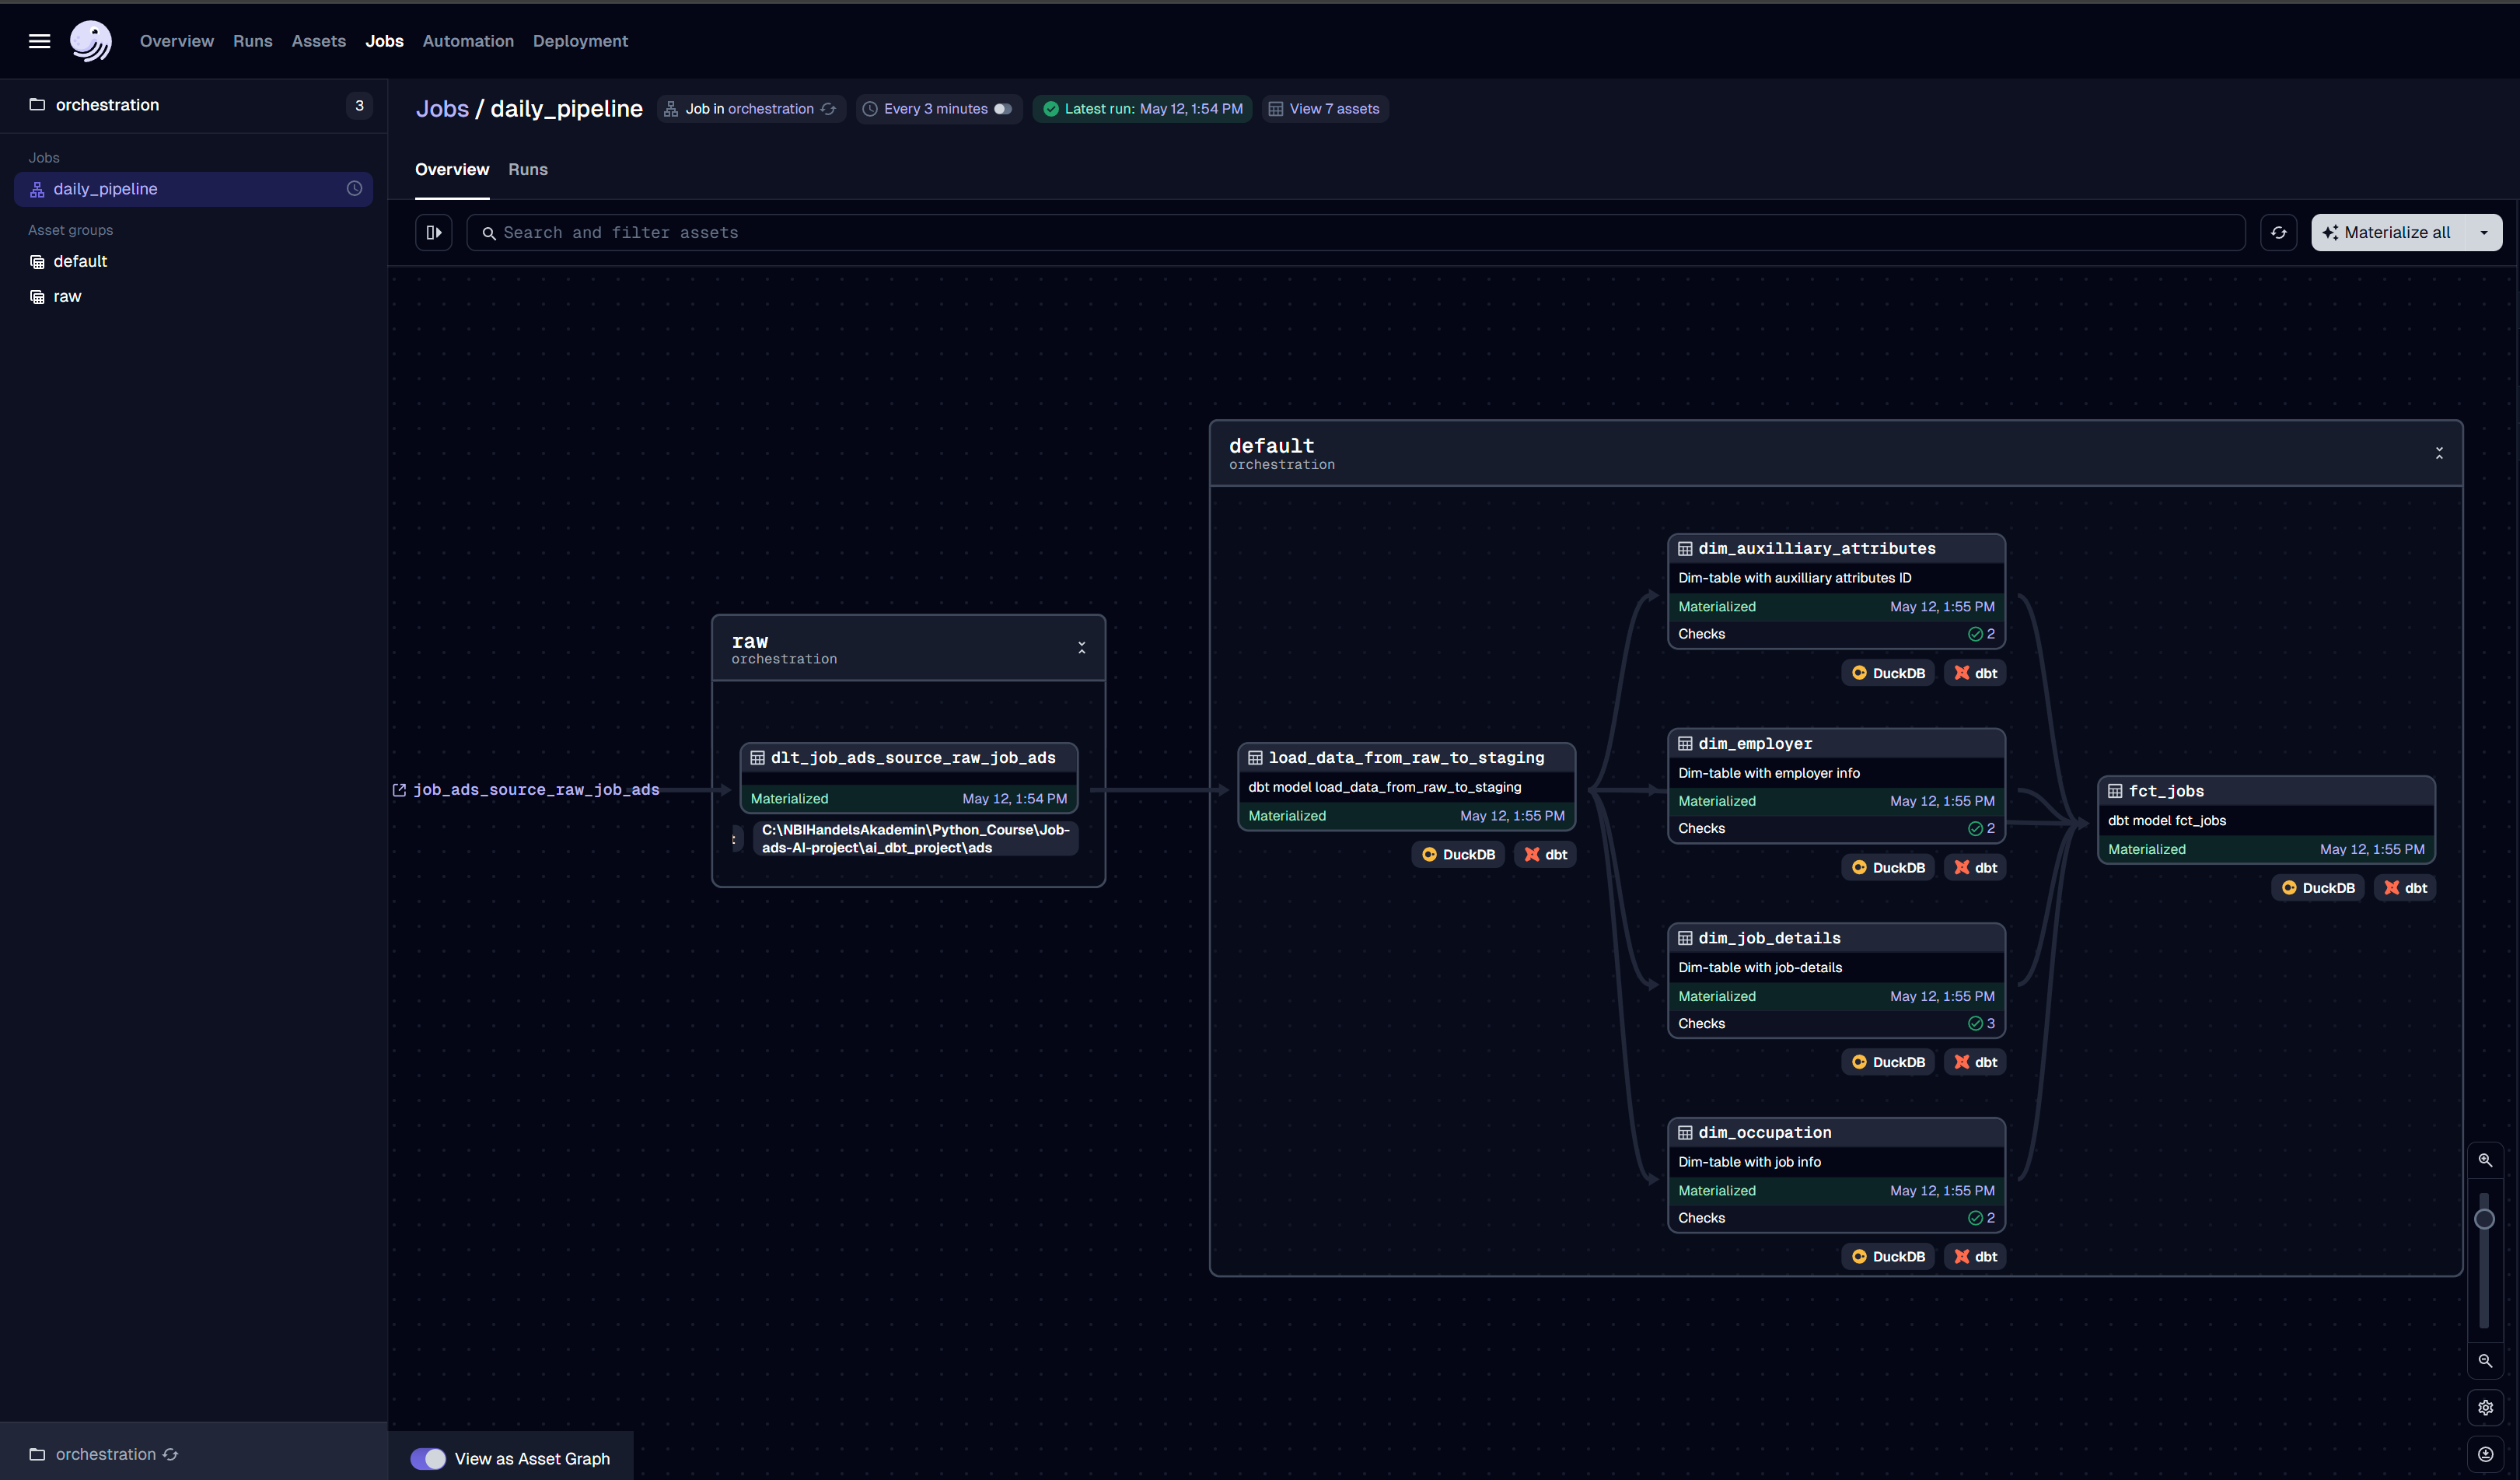 Overview Runs Assets Jobs Automation Deployment
orchestration 3
Jobs
daily_pipeline
Asset groups
default
raw
Jobs / daily_pipeline Job in orchestration Every 3 minutes Latest run: May 12, 1:54 PM View 7 assets
Overview Runs
Search and filter assets Materialize all
job_ads_source_raw_job_ads
raw
orchestration
dlt_job_ads_source_raw_job_ads
Materialized May 12, 1:54 PM
C:\NBIHandelsAkademin\Python_Course\Job-
ads-AI-project\ai_dbt_project\ads
default
orchestration
load_data_from_raw_to_staging
dbt model load_data_from_raw_to_staging
Materialized May 12, 1:55 PM
DuckDB dbt
dim_auxilliary_attributes
Dim-table with auxilliary attributes ID
Materialized May 12, 1:55 PM
Checks 2
DuckDB dbt
dim_employer
Dim-table with employer info
Materialized May 12, 1:55 PM
Checks 2
DuckDB dbt
dim_job_details
Dim-table with job-details
Materialized May 12, 1:55 PM
Checks 3
DuckDB dbt
dim_occupation
Dim-table with job info
Materialized May 12, 1:55 PM
Checks 2
DuckDB dbt
fct_jobs
dbt model fct_jobs
Materialized May 12, 1:55 PM
DuckDB dbt
orchestration
View as Asset Graph